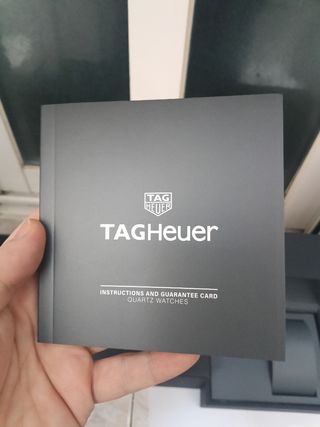 TAG
HEUER
TAGHeuer
INSTRUCTIONS AND GUARANTEE CARD
QUARTZ WATCHES